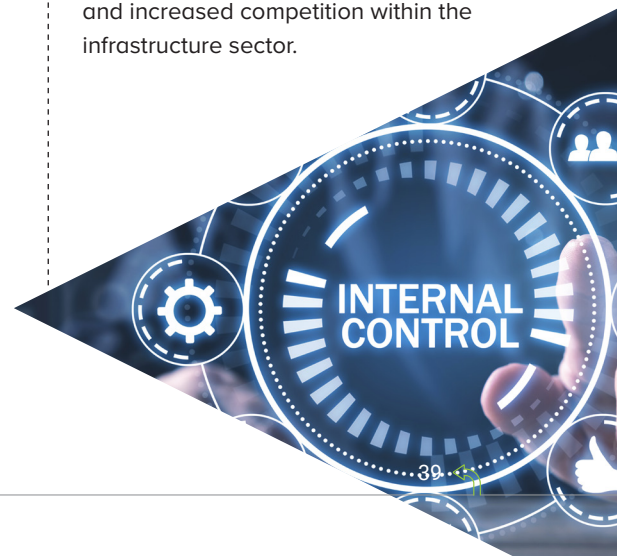 and increased competition within the
infrastructure sector.
INTERNAL
CONTROL
39